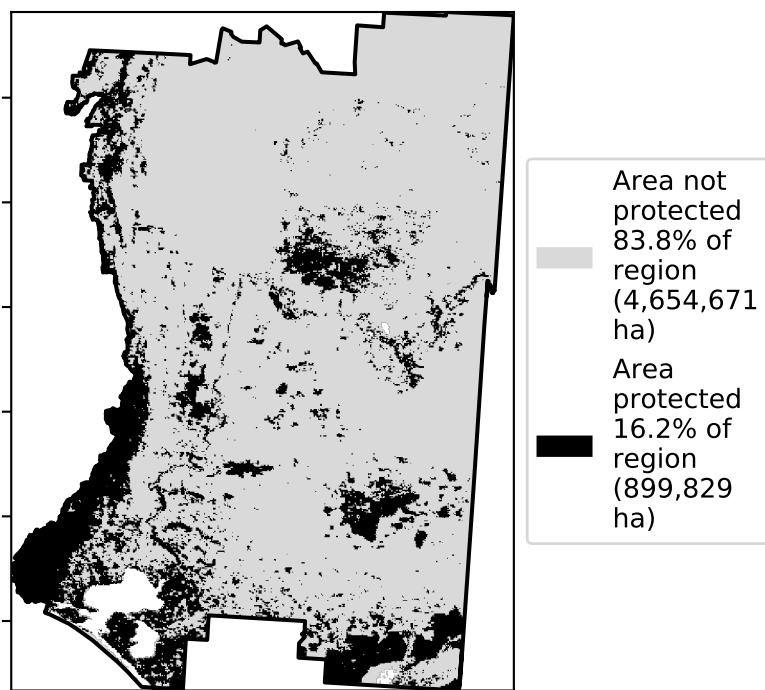 Area not
protected
83.8% of
region
(4,654,671
ha)
Area
protected
16.2% of
region
(899,829
ha)